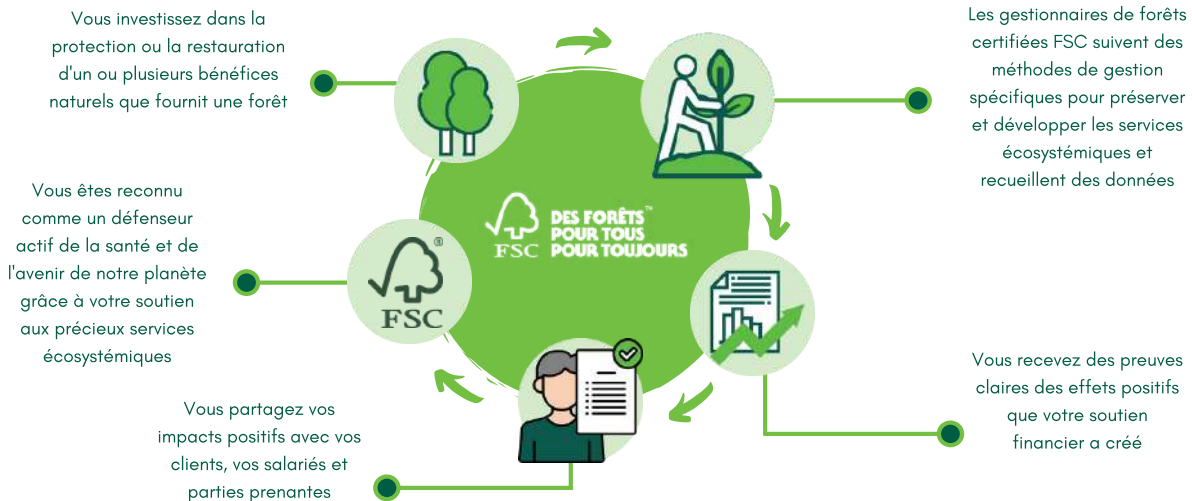 Vous investissez dans la
protection ou la restauration
d'un ou plusieurs bénéfices
naturels que fournit une forêt
Les gestionnaires de forêts
certifiées FSC suivent des
méthodes de gestion
spécifiques pour préserver
et développer les services
écosystémiques et
recueillent des données
Vous recevez des preuves
claires des effets positifs
que votre soutien
financier a créé
Vous partagez vos
impacts positifs avec vos
clients, vos salariés et
parties prenantes
Vous êtes reconnu
comme un défenseur
actif de la santé et de
l'avenir de notre planète
grâce à votre soutien
aux précieux services
écosystémiques
®
FSC
FSC
DES FORÊTS™
POUR TOUS
POUR TOUJOURS